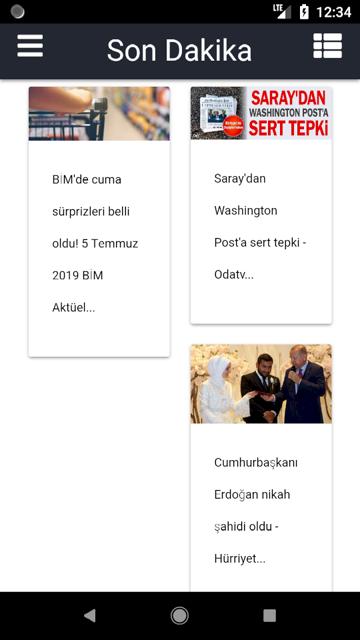 LTE 12:34
Son Dakika
BİM'de cuma
sürprizleri belli
oldu! 5 Temmuz
2019 BİM
Aktüel...
SARAY'DAN
WASHINGTON POST'A
SERT TEPKİ
Saray'dan
Washington
Post'a sert tepki -
Odatv...
Cumhurbaşkanı
Erdoğan nikah
şahidi oldu -
Hürriyet...